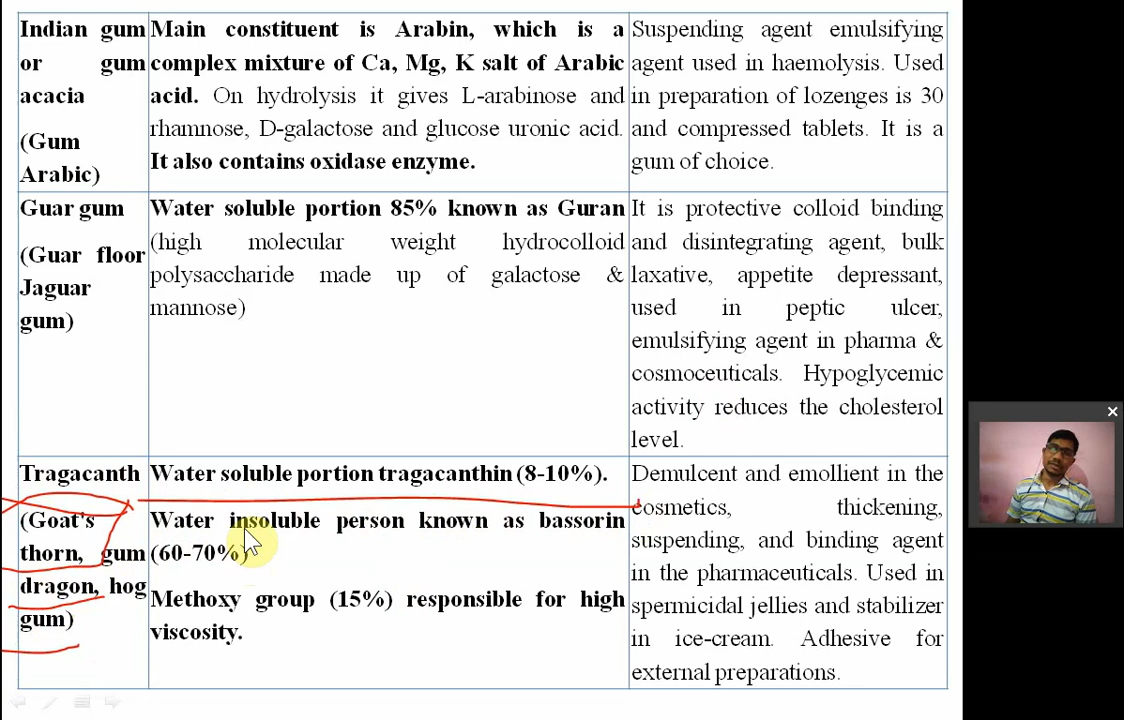 Indian gum
or gum
acacia
(Gum
Arabic)
Main constituent is Arabin, which is a
complex mixture of Ca, Mg, K salt of Arabic
acid. On hydrolysis it gives L-arabinose and
rhamnose, D-galactose and glucose uronic acid.
It also contains oxidase enzyme.
Suspending agent emulsifying
agent used in haemolysis. Used
in preparation of lozenges is 30
and compressed tablets. It is a
gum of choice.
Guar gum
(Guar floor
Jaguar
gum)
Water soluble portion 85% known as Guran
(high molecular weight hydrocolloid
polysaccharide made up of galactose &
mannose)
It is protective colloid binding
and disintegrating agent, bulk
laxative, appetite depressant,
used in peptic ulcer,
emulsifying agent in pharma &
cosmoceuticals. Hypoglycemic
activity reduces the cholesterol
level.
Tragacanth
(Goat's
thorn, gum
dragon, hog
gum)
Water soluble portion tragacanthin (8-10%).
Water insoluble person known as bassorin
(60-70%)
Methoxy group (15%) responsible for high
viscosity.
Demulcent and emollient in the
cosmetics, thickening,
suspending, and binding agent
in the pharmaceuticals. Used in
spermicidal jellies and stabilizer
in ice-cream. Adhesive for
external preparations.